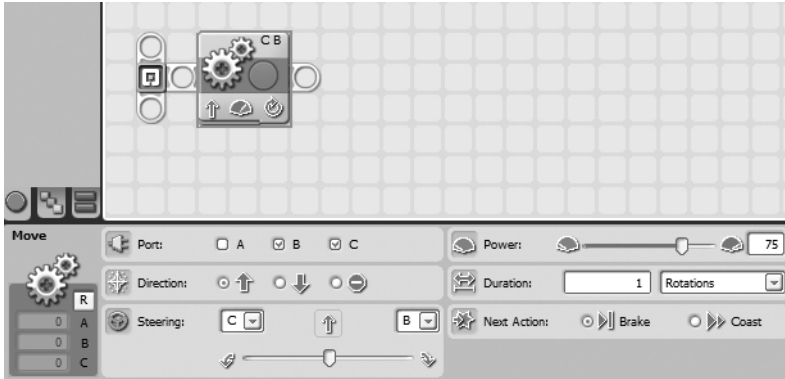 C B
Move
Port: A B C
Power: 75
Direction:
Duration: 1 Rotations
R
Steering: C B
Next Action: Brake Coast
0 A
0 B
0 C